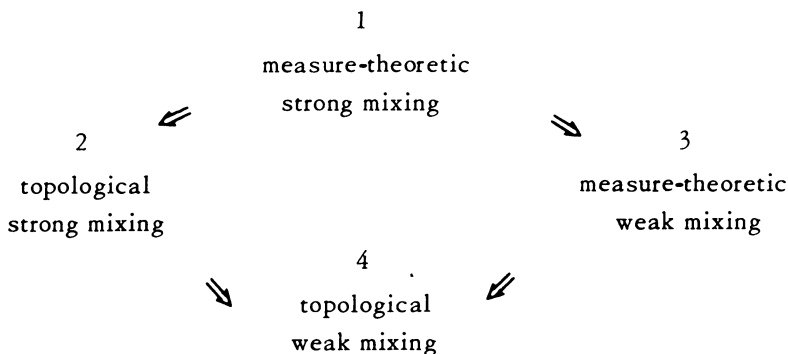 1
measure-theoretic
strong mixing
2
topological
strong mixing
3
measure-theoretic
weak mixing
4
topological
weak mixing